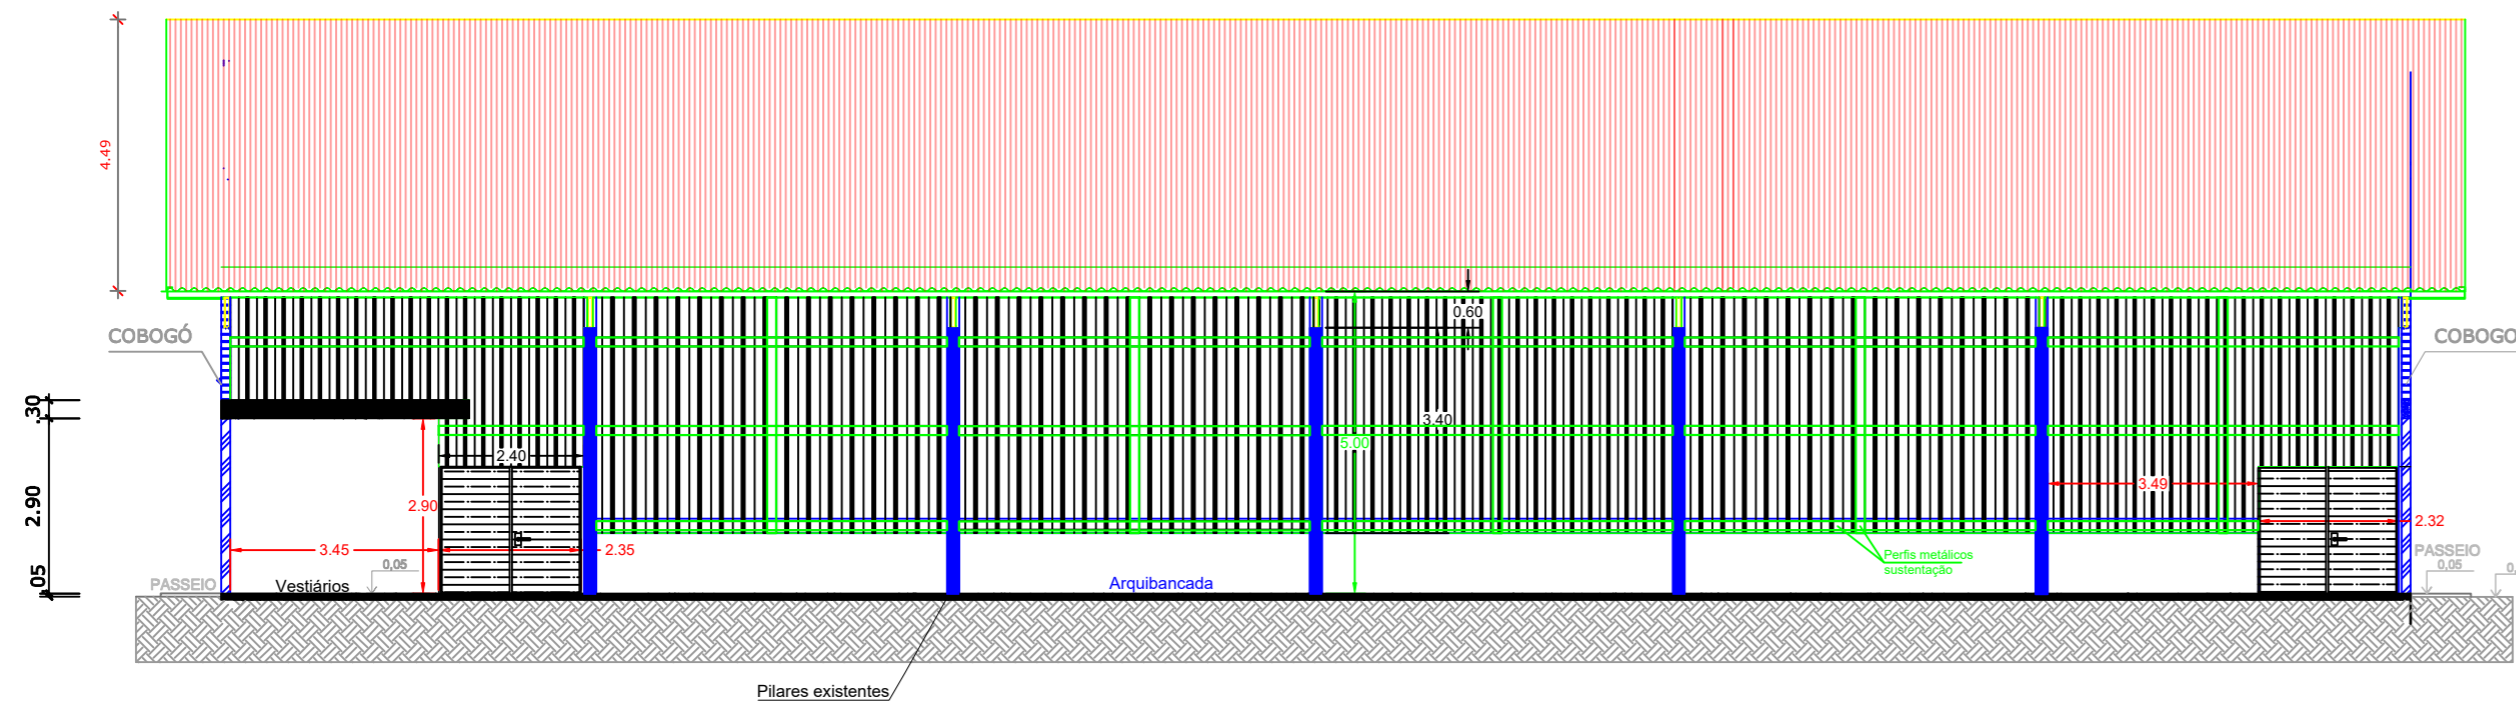 4.49
0.60
COBOGÓ
COBOGO
.30
3.40
5.00
2.40
3.49
2.90
2.90
2.32
3.45
2.35
Perfis metálicos
sustentação
PASSEIO
0,05
0,05
0.
.05
PASSEIO
Vestiários
Arquibancada
Pilares existentes